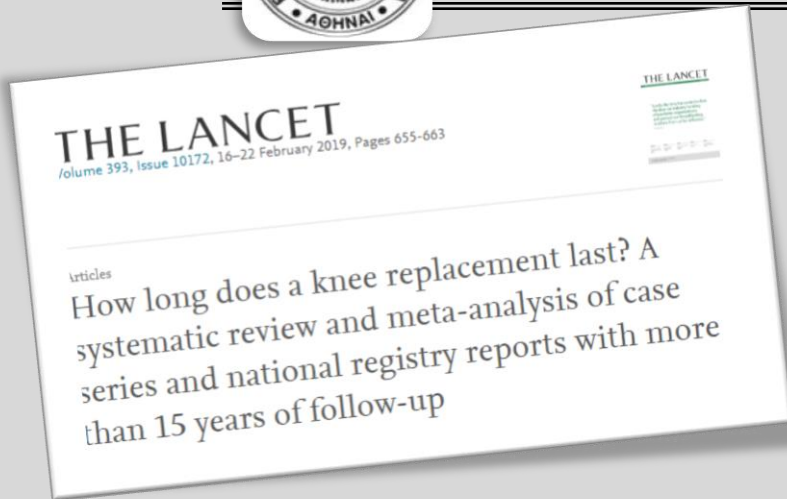 • ΑΘΗΝΑΙ •
THE LANCET
THE LANCET
/olume 393, Issue 10172, 16–22 February 2019, Pages 655-663
\rticles
How long does a knee replacement last? A
systematic review and meta-analysis of case
series and national registry reports with more
than 15 years of follow-up